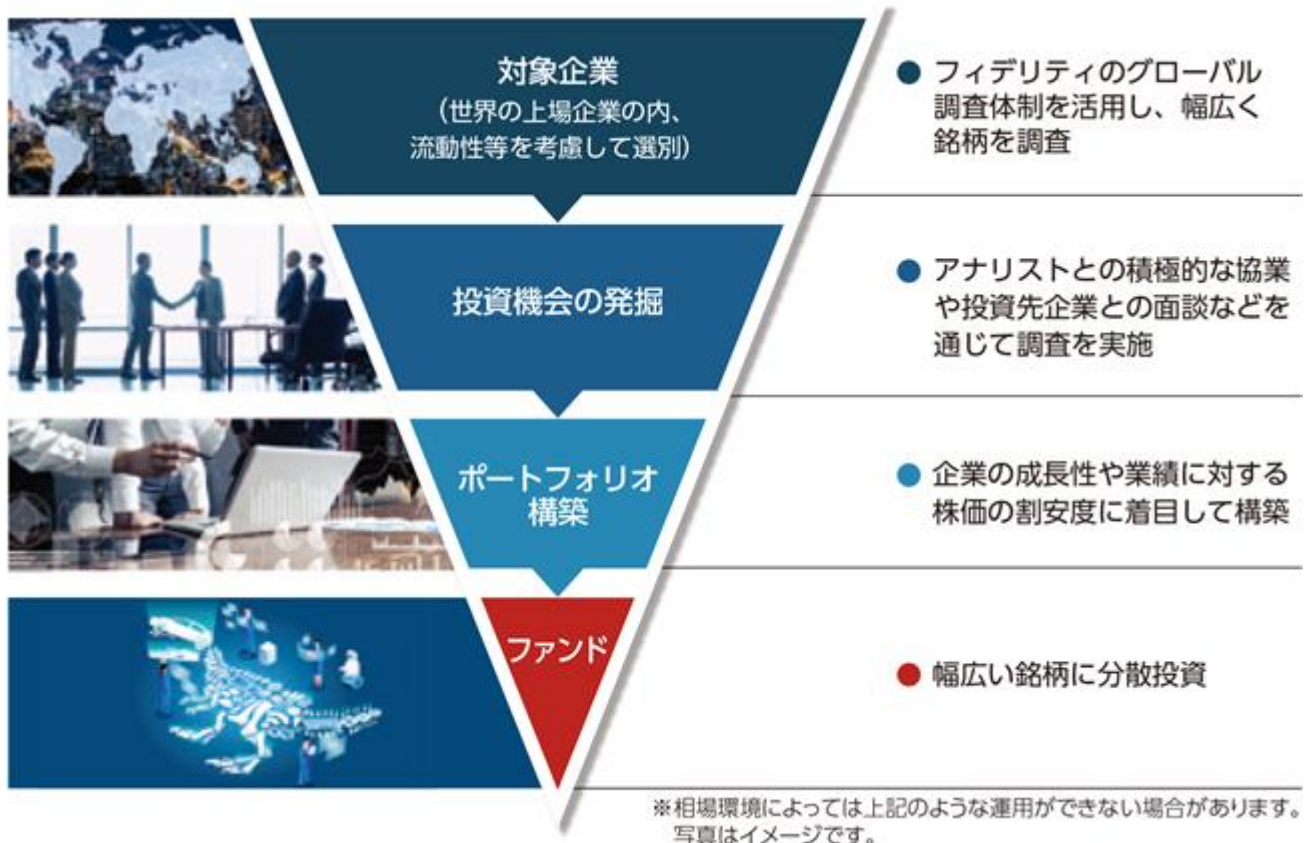 対象企業
（世界の上場企業の内、
流動性等を考慮して選別）
● フィデリティのグローバル
調査体制を活用し、幅広く
銘柄を調査
投資機会の発掘
● アナリストとの積極的な協業
や投資先企業との面談などを
通じて調査を実施
ポートフォリオ
構築
● 企業の成長性や業績に対する
株価の割安度に着目して構築
ファンド
● 幅広い銘柄に分散投資
※相場環境によっては上記のような運用ができない場合があります。
写真はイメージです。